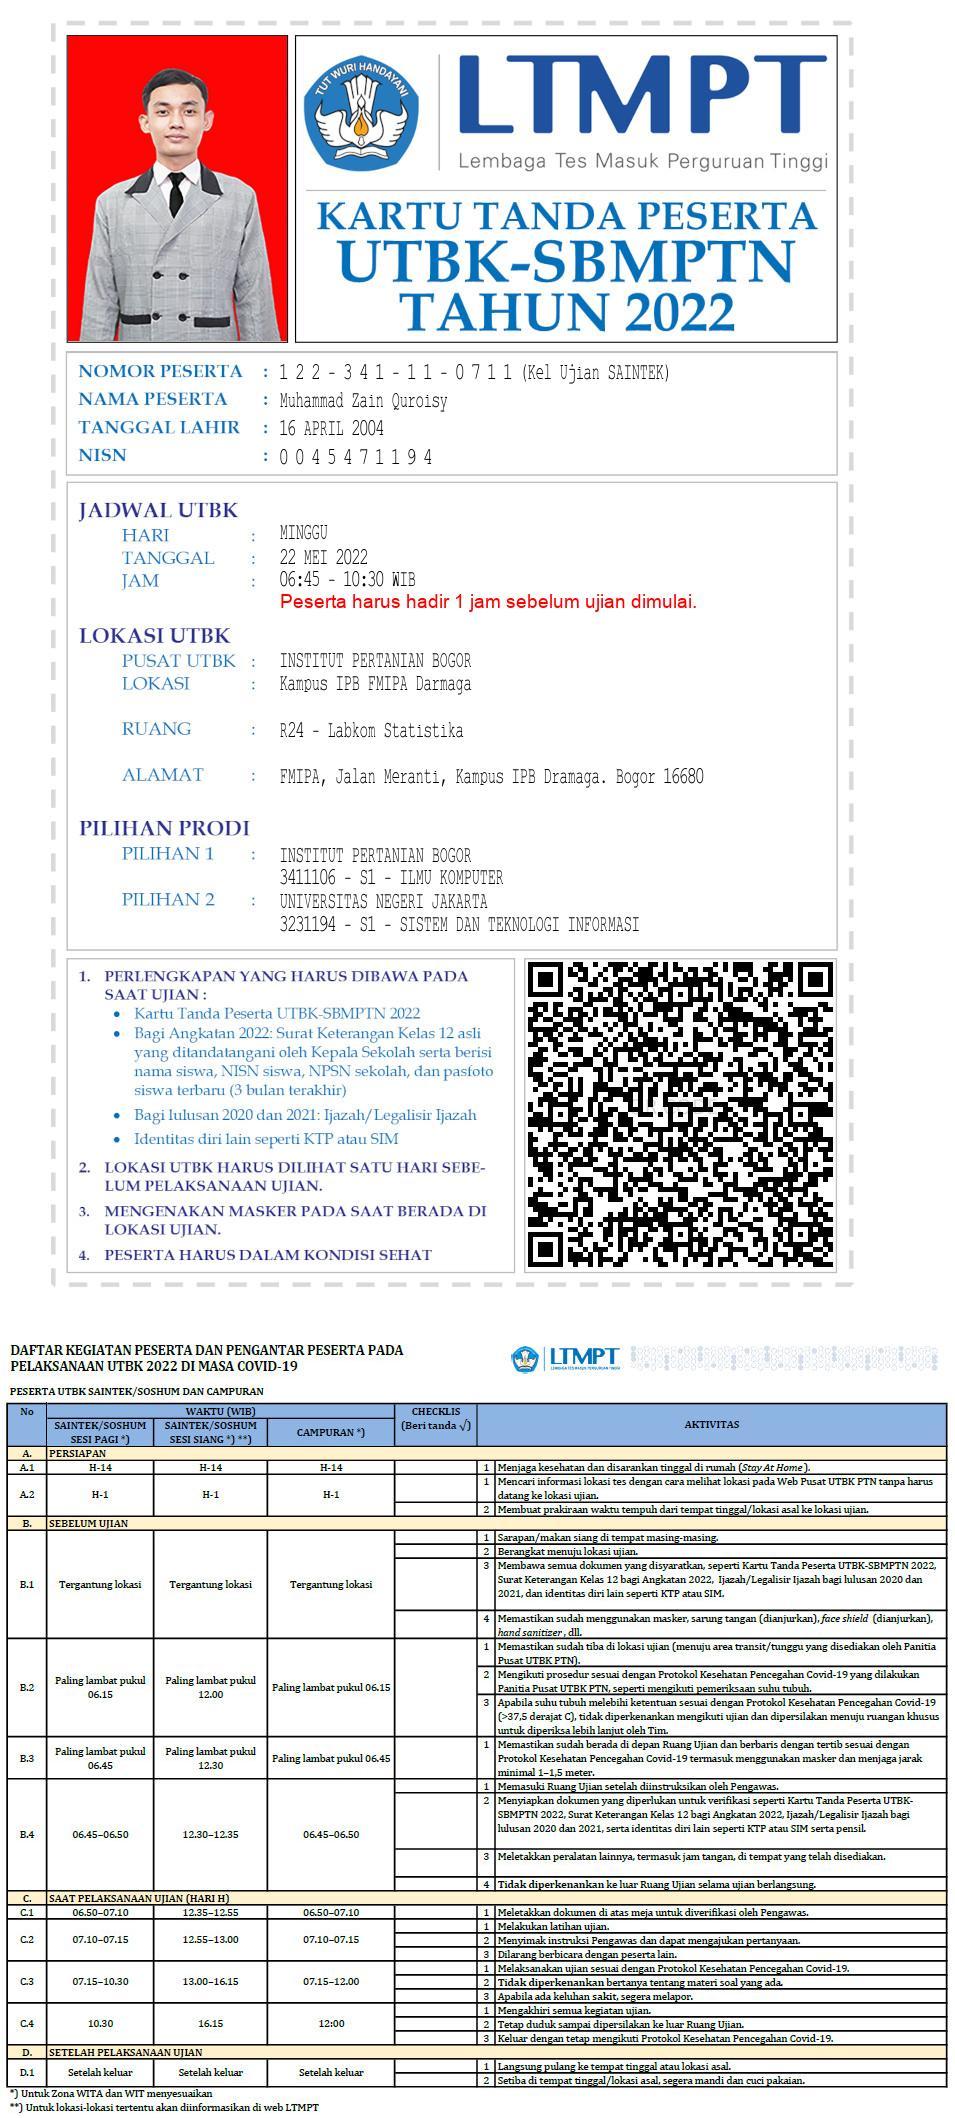 TUT WURI HANDAYANI
LTMPT
Lembaga Tes Masuk Perguruan Tinggi
KARTU TANDA PESERTA
UTBK-SBMPTN
TAHUN 2022
NOMOR PESERTA : 1 2 2 - 3 4 1 - 1 1 - 0 7 1 1 (Kel Ujian SAINTEK)
NAMA PESERTA : Muhammad Zain Quroisy
TANGGAL LAHIR : 16 APRIL 2004
NISN : 0 0 4 5 4 7 1 1 9 4
JADWAL UTBK
HARI : MINGGU
TANGGAL : 22 MEI 2022
JAM : 06:45 - 10:30 WIB
Peserta harus hadir 1 jam sebelum ujian dimulai.
LOKASI UTBK
PUSAT UTBK : INSTITUT PERTANIAN BOGOR
LOKASI : Kampus IPB FMIPA Darmaga
RUANG : R24 - Labkom Statistika
ALAMAT : FMIPA, Jalan Meranti, Kampus IPB Dramaga. Bogor 16680
PILIHAN PRODI
PILIHAN 1 : INSTITUT PERTANIAN BOGOR
3411106 - S1 - ILMU KOMPUTER
PILIHAN 2 : UNIVERSITAS NEGERI JAKARTA
3231194 - S1 - SISTEM DAN TEKNOLOGI INFORMASI
1. PERLENGKAPAN YANG HARUS DIBAWA PADA
SAAT UJIAN :
• Kartu Tanda Peserta UTBK-SBMPTN 2022
• Bagi Angkatan 2022: Surat Keterangan Kelas 12 asli
yang ditandatangani oleh Kepala Sekolah serta berisi
nama siswa, NISN siswa, NPSN sekolah, dan pasfoto
siswa terbaru (3 bulan terakhir)
• Bagi lulusan 2020 dan 2021: Ijazah/Legalisir Ijazah
• Identitas diri lain seperti KTP atau SIM
2. LOKASI UTBK HARUS DILIHAT SATU HARI SEBE-
LUM PELAKSANAAN UJIAN.
3. MENGENAKAN MASKER PADA SAAT BERADA DI
LOKASI UJIAN.
4. PESERTA HARUS DALAM KONDISI SEHAT
DAFTAR KEGIATAN PESERTA DAN PENGANTAR PESERTA PADA
PELAKSANAAN UTBK 2022 DI MASA COVID-19
LTMPT
LEMBAGA TES MASUK PERGURUAN TINGGI
PESERTA UTBK SAINTEK/SOSHUM DAN CAMPURAN
No WAKTU (WIB) CHECKLIS (Beri tanda √) AKTIVITAS
SAINTEK/SOSHUM SESI PAGI *) SAINTEK/SOSHUM SESI SIANG *) **) CAMPURAN *)
A. PERSIAPAN
A.1 H-14 H-14 H-14 1 Menjaga kesehatan dan disarankan tinggal di rumah (Stay At Home).
A.2 H-1 H-1 H-1 1 Mencari informasi lokasi tes dengan cara melihat lokasi pada Web Pusat UTBK PTN tanpa harus
datang ke lokasi ujian.
2 Membuat prakiraan waktu tempuh dari tempat tinggal/lokasi asal ke lokasi ujian.
B. SEBELUM UJIAN
B.1 Tergantung lokasi Tergantung lokasi Tergantung lokasi 1 Sarapan/makan siang di tempat masing-masing.
2 Berangkat menuju lokasi ujian.
3 Membawa semua dokumen yang disyaratkan, seperti Kartu Tanda Peserta UTBK-SBMPTN 2022,
Surat Keterangan Kelas 12 bagi Angkatan 2022, Ijazah/Legalisir Ijazah bagi lulusan 2020 dan
2021, dan identitas diri lain seperti KTP atau SIM.
4 Memastikan sudah menggunakan masker, sarung tangan (dianjurkan), face shield (dianjurkan),
hand sanitizer, dll.
B.2 Paling lambat pukul 06.15 Paling lambat pukul 12.00 Paling lambat pukul 06.15 1 Memastikan sudah tiba di lokasi ujian (menuju area transit/tunggu yang disediakan oleh Panitia
Pusat UTBK PTN).
2 Mengikuti prosedur sesuai dengan Protokol Kesehatan Pencegahan Covid-19 yang dilakukan
Panitia Pusat UTBK PTN, seperti mengikuti pemeriksaan suhu tubuh.
3 Apabila suhu tubuh melebihi ketentuan sesuai dengan Protokol Kesehatan Pencegahan Covid-19
(>37,5 derajat C), tidak diperkenankan mengikuti ujian dan dipersilakan menuju ruangan khusus
untuk diperiksa lebih lanjut oleh Tim.
B.3 Paling lambat pukul 06.45 Paling lambat pukul 12.30 Paling lambat pukul 06.45 1 Memastikan sudah berada di depan Ruang Ujian dan berbaris dengan tertib sesuai dengan
Protokol Kesehatan Pencegahan Covid-19 termasuk menggunakan masker dan menjaga jarak
minimal 1–1,5 meter.
B.4 06.45–06.50 12.30–12.35 06.45–06.50 1 Memasuki Ruang Ujian setelah diinstruksikan oleh Pengawas.
2 Menyiapkan dokumen yang diperlukan untuk verifikasi seperti Kartu Tanda Peserta UTBK-
SBMPTN 2022, Surat Keterangan Kelas 12 bagi Angkatan 2022, Ijazah/Legalisir Ijazah bagi
lulusan 2020 dan 2021, serta identitas diri lain seperti KTP atau SIM serta pensil.
3 Meletakkan peralatan lainnya, termasuk jam tangan, di tempat yang telah disediakan.
4 Tidak diperkenankan ke luar Ruang Ujian selama ujian berlangsung.
C. SAAT PELAKSANAAN UJIAN (HARI H)
C.1 06.50–07.10 12.35–12.55 06.50–07.10 1 Meletakkan dokumen di atas meja untuk diverifikasi oleh Pengawas.
C.2 07.10–07.15 12.55–13.00 07.10–07.15 1 Melakukan latihan ujian.
2 Menyimak instruksi Pengawas dan dapat mengajukan pertanyaan.
3 Dilarang berbicara dengan peserta lain.
C.3 07.15–10.30 13.00–16.15 07.15–12.00 1 Melaksanakan ujian sesuai dengan Protokol Kesehatan Pencegahan Covid-19.
2 Tidak diperkenankan bertanya tentang materi soal yang ada.
3 Apabila ada keluhan sakit, segera melapor.
C.4 10.30 16.15 12:00 1 Mengakhiri semua kegiatan ujian.
2 Tetap duduk sampai dipersilakan ke luar Ruang Ujian.
3 Keluar dengan tetap mengikuti Protokol Kesehatan Pencegahan Covid-19.
D. SETELAH PELAKSANAAN UJIAN
D.1 Setelah keluar Setelah keluar Setelah keluar 1 Langsung pulang ke tempat tinggal atau lokasi asal.
2 Setiba di tempat tinggal/lokasi asal, segera mandi dan cuci pakaian.
*) Untuk Zona WITA dan WIT menyesuaikan
**) Untuk lokasi-lokasi tertentu akan diinformasikan di web LTMPT